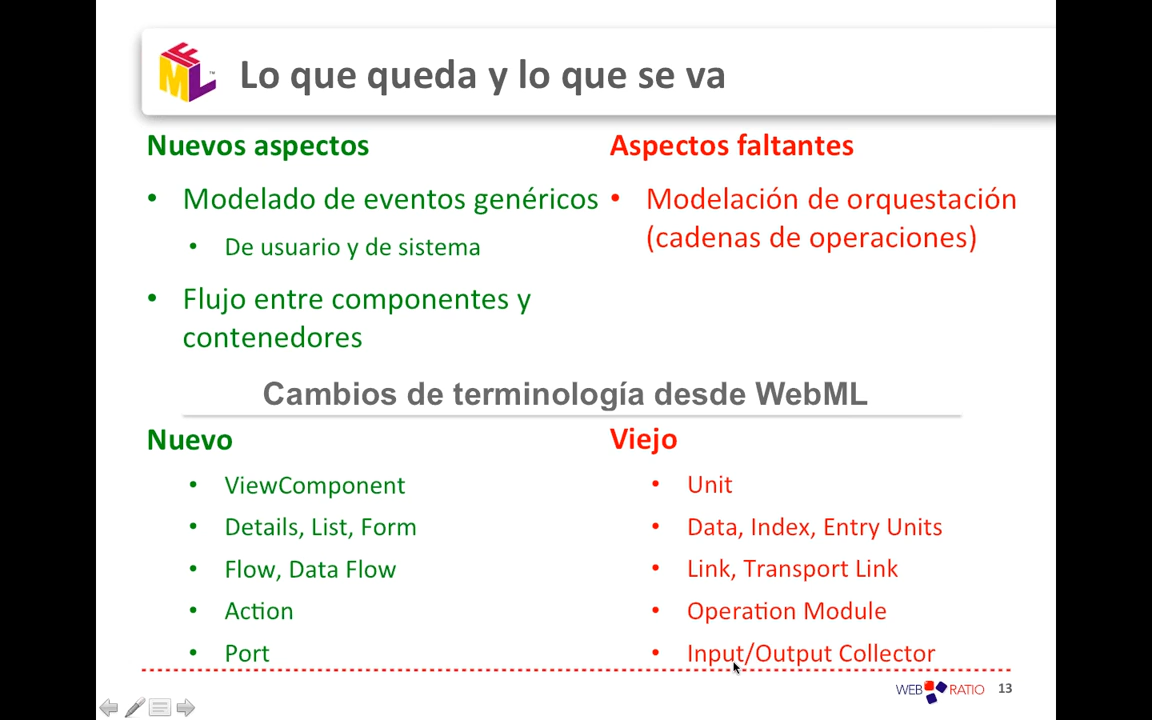 IFML™
Lo que queda y lo que se va
Nuevos aspectos
• Modelado de eventos genéricos
• De usuario y de sistema
• Flujo entre componentes y
contenedores
Aspectos faltantes
• Modelación de orquestación
(cadenas de operaciones)
Cambios de terminología desde WebML
Nuevo
• ViewComponent
• Details, List, Form
• Flow, Data Flow
• Action
• Port
Viejo
• Unit
• Data, Index, Entry Units
• Link, Transport Link
• Operation Module
• Input/Output Collector
WEB RATIO
13